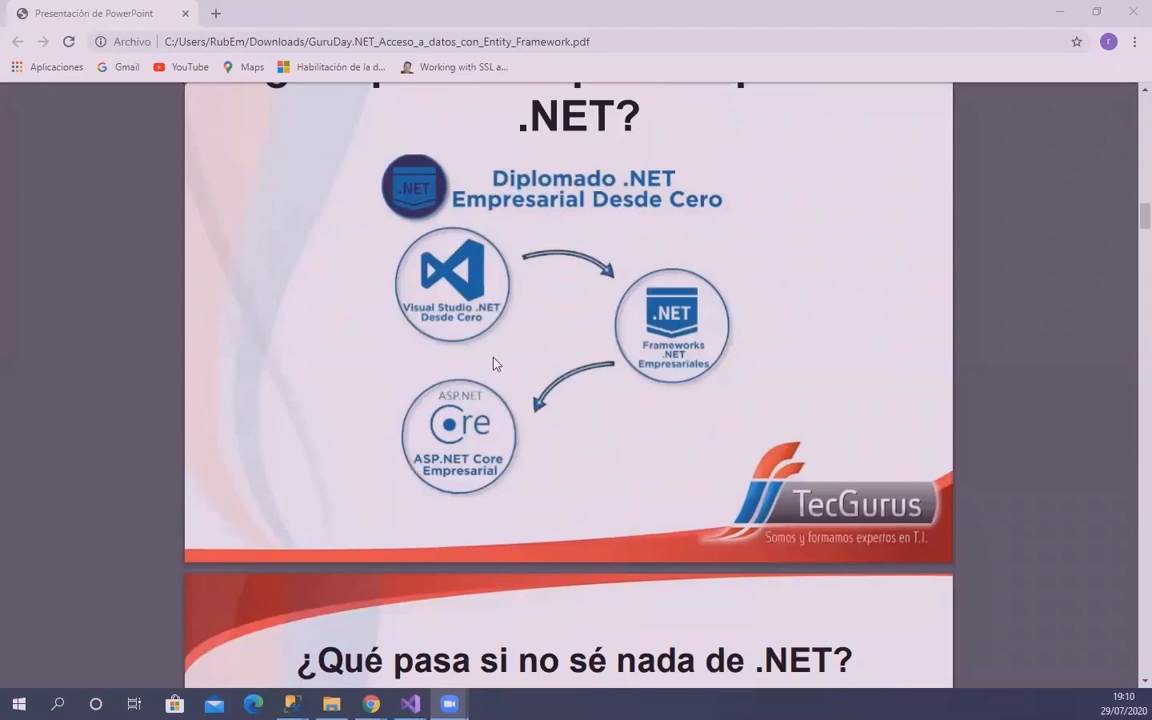 Presentación de PowerPoint
Archivo
C:/Users/RubEm/Downloads/GuruDay.NET_Acceso_a_datos_con_Entity_Framework.pdf
r
Aplicaciones
Gmail
YouTube
Maps
Habilitación de la d...
Working with SSL a...
.NET?
.NET
Diplomado .NET
Empresarial Desde Cero
Visual Studio .NET
Desde Cero
.NET
Frameworks
.NET
Empresariales
ASP.NET
Core
ASP.NET Core
Empresarial
TecGurus
Somos y formamos expertos en T.I.
¿Qué pasa si no sé nada de .NET?
19:10
29/07/2020